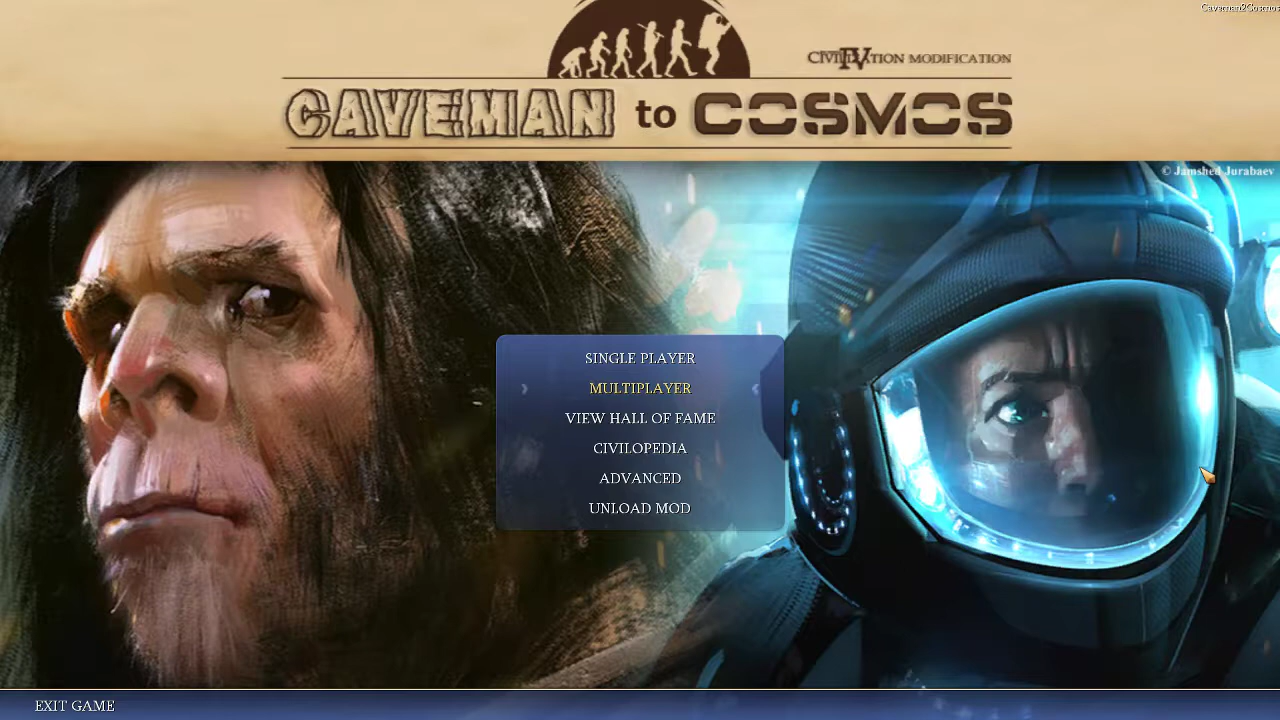 Caveman2Cosmos
CIVILIZATION IV MODIFICATION
CAVEMAN to COSMOS
© Jamshed Jurabaev
SINGLE PLAYER
MULTIPLAYER
VIEW HALL OF FAME
CIVILOPEDIA
ADVANCED
UNLOAD MOD
EXIT GAME